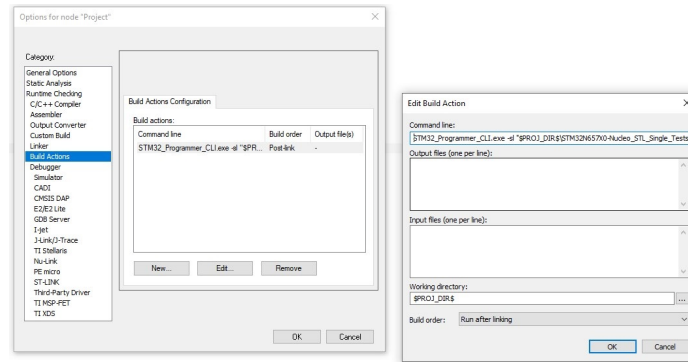 Options for node "Project"
Category:
General Options
Static Analysis
Runtime Checking
C/C++ Compiler
Assembler
Output Converter
Custom Build
Linker
Build Actions
Debugger
Simulator
CADI
CMSIS DAP
E2/E2 Lite
GDB Server
I-jet
J-Link/J-Trace
TI Stellaris
Nu-Link
PE micro
ST-LINK
Third-Party Driver
TI MSP-FET
TI XDS
Build Actions Configuration
Build actions:
Command line Build order Output file(s)
STM32_Programmer_CLI.exe -sl "$PR... Post-link -
New... Edit... Remove
OK Cancel
Edit Build Action
Command line:
STM32_Programmer_CLI.exe -sl "$PROJ_DIR$\STM32N657X0-Nucleo_STL_Single_Tests
Output files (one per line):
Input files (one per line):
Working directory:
$PROJ_DIR$
...
Build order: Run after linking
OK Cancel